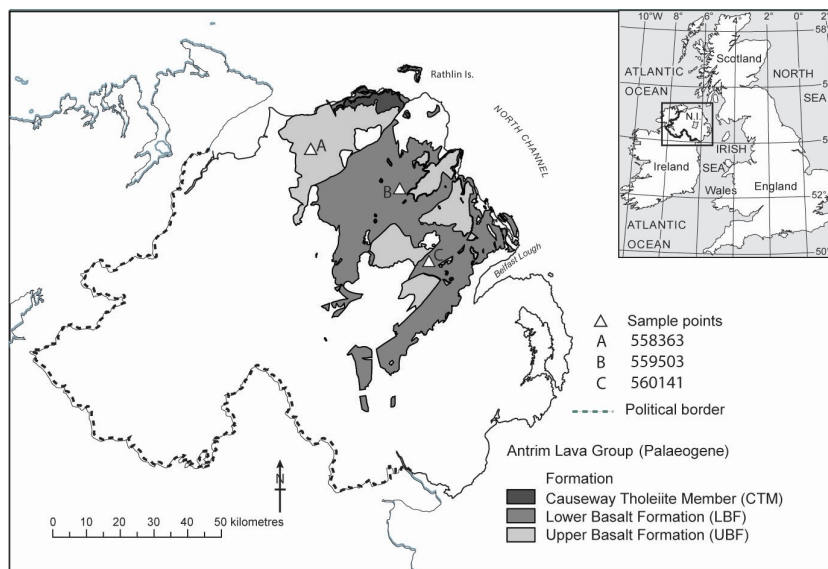 Rathlin Is.
NORTH CHANNEL
A
B
C
Belfast Lough
N
0 10 20 30 40 50 kilometres
10°W 8° 6° 4° 2° 0°
58°
Scotland
ATLANTIC
OCEAN
NORTH
SEA
N.I.
IRISH
SEA
Ireland
Wales
England
52°
ATLANTIC
OCEAN
50°
Sample points
A 558363
B 559503
C 560141
Political border
Antrim Lava Group (Palaeogene)
Formation
Causeway Tholeiite Member (CTM)
Lower Basalt Formation (LBF)
Upper Basalt Formation (UBF)